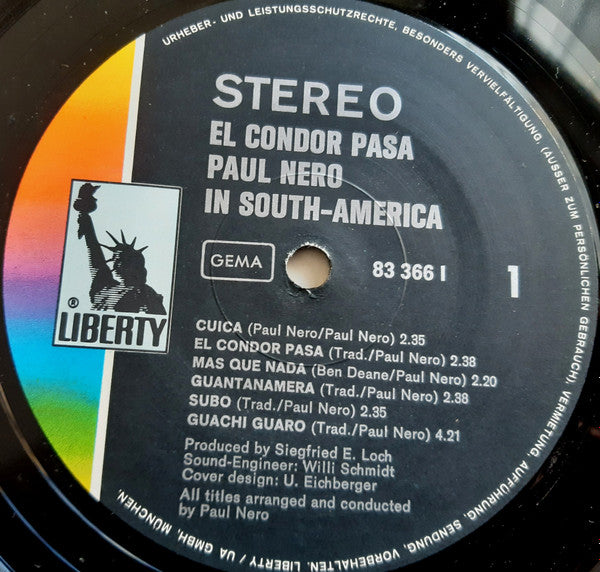 URHEBER- UND LEISTUNGSSCHUTZRECHTE, BESONDERS VERVIELFÄLTIGUNG, (AUSSER ZUM PERSÖNLICHEN GEBRAUCH), VERMIETUNG, AUFFÜHRUNG, SENDUNG, VORBEHALTEN. LIBERTY / UA GMBH, MÜNCHEN.
STEREO
EL CONDOR PASA
PAUL NERO
IN SOUTH-AMERICA
GEMA
83 366 I
1
® LIBERTY
CUICA (Paul Nero/Paul Nero) 2.35
EL CONDOR PASA (Trad./Paul Nero) 2.38
MAS QUE NADA (Ben Deane/Paul Nero) 2.20
GUANTANAMERA (Trad./Paul Nero) 2.38
SUBO (Trad./Paul Nero) 2.35
GUACHI GUARO (Trad./Paul Nero) 4.21
Produced by Siegfried E. Loch
Sound-Engineer: Willi Schmidt
Cover design: U. Eichberger
All titles arranged and conducted
by Paul Nero